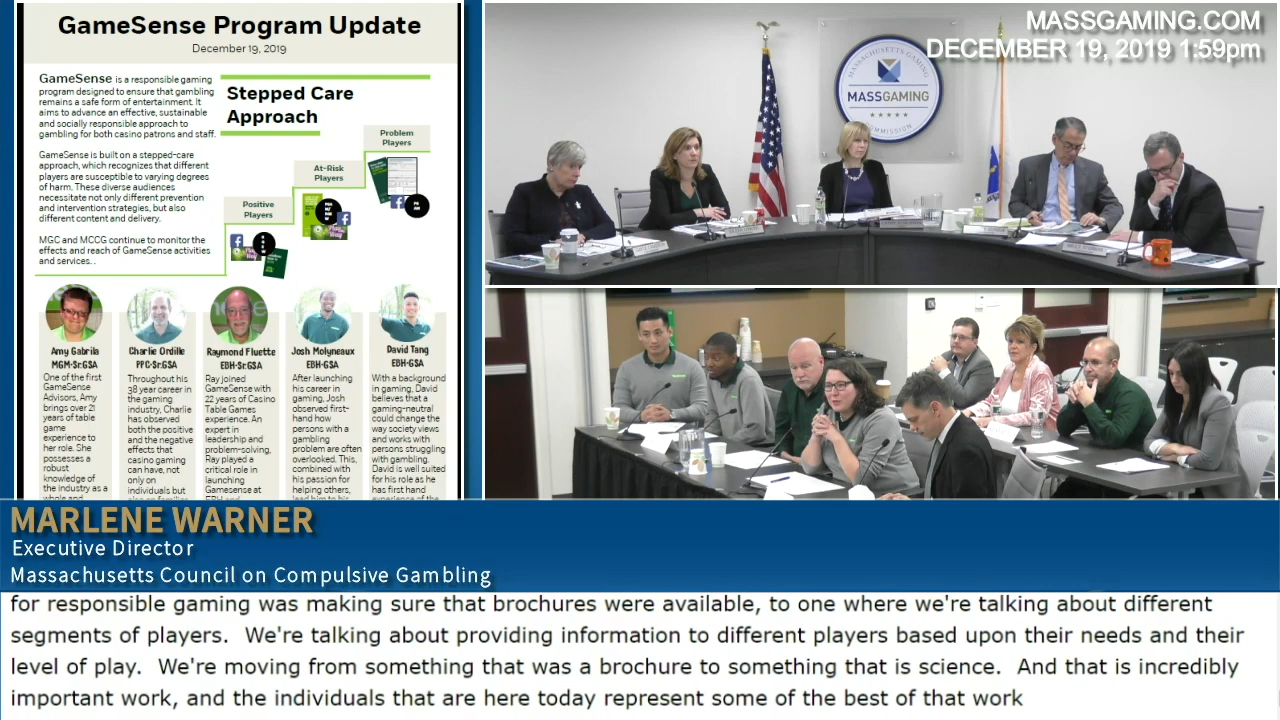 GameSense Program Update
December 19, 2019
GameSense is a responsible gaming
program designed to ensure that gambling
remains a safe form of entertainment. It
aims to advance an effective, sustainable
and socially responsible approach to
gambling for both casino patrons and staff.
GameSense is built on a stepped-care
approach, which recognizes that different
players are susceptible to varying degrees
of harm. These diverse audiences
necessitate not only different prevention
and intervention strategies, but also
different content and delivery.
MGC and MCCG continue to monitor the
effects and reach of GameSense activities
and services. .
Stepped Care
Approach
Problem
Players
At-Risk
Players
Positive
Players
Amy Gabrila
MGM-Sr.GSA
One of the first
GameSense
Advisors, Amy
brings over 21
years of table
game
experience to
her role. She
possesses a
robust
knowledge of
the industry as a
whole and
Charlie Ordille
PPC-Sr.GSA
Throughout his
38 year career in
the gaming
industry, Charlie
has observed
both the positive
and the negative
effects that
casino gaming
can have, not
only on
individuals but
Raymond Fluette
EBH-Sr.GSA
Ray joined
GameSense with
22 years of Casino
Table Games
experience. An
expert in
leadership and
problem-solving,
Ray played a
critical role in
launching
Gamesense at
EBH and
Josh Molyneaux
EBH-GSA
After launching
his career in
gaming, Josh
observed first-
hand how
persons with a
gambling
problem are often
overlooked. This,
combined with
his passion for
helping others,
lead him to his
David Tang
EBH-GSA
With a background
in gaming, David
believes that a
gaming-neutral
could change the
way society views
and works with
persons struggling
with gambling.
David is well suited
for his role as he
has first hand
experience of the
MASSGAMING.COM
DECEMBER 19, 2019 1:59pm
MASSACHUSETTS GAMING
MASSGAMING
COMMISSION
MARLENE WARNER
Executive Director
Massachusetts Council on Compulsive Gambling
for responsible gaming was making sure that brochures were available, to one where we're talking about different
segments of players. We're talking about providing information to different players based upon their needs and their
level of play. We're moving from something that was a brochure to something that is science. And that is incredibly
important work, and the individuals that are here today represent some of the best of that work